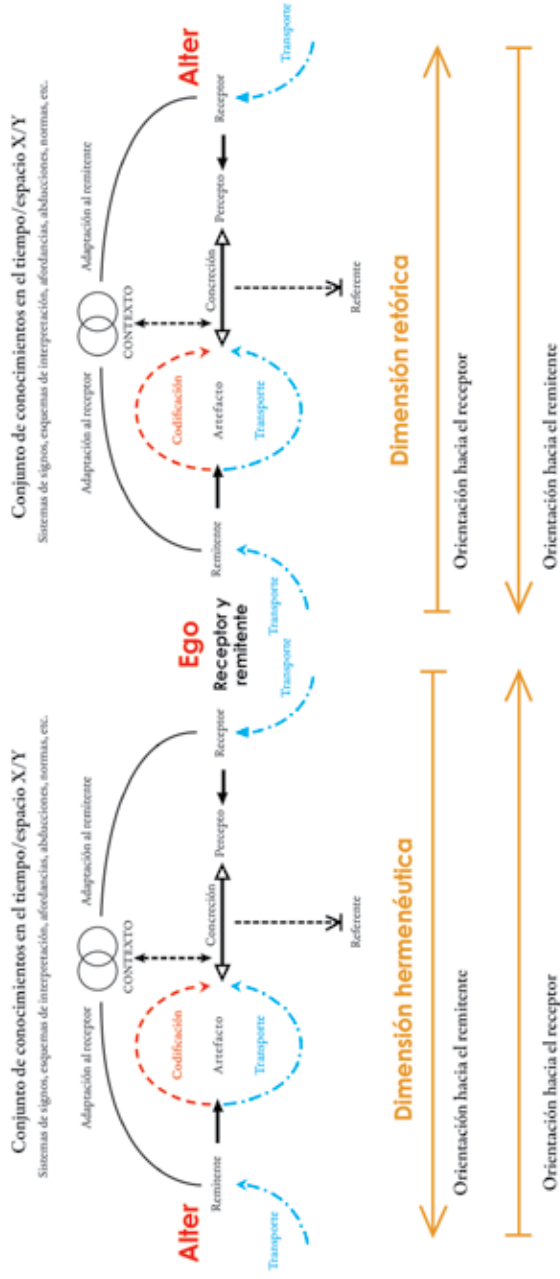 Conjunto de conocimientos en el tiempo/espacio X/Y
Sistemas de signos, esquemas de interpretación, afordancias, abducciones, normas, etc.
Adaptación al receptor
Adaptación al remitente
CONTEXTO
Alter
Remitente
Codificación
Artefacto
Transporte
Concreción
Percepto
Receptor
Transporte
Referente
Ego
Receptor y
remitente
Transporte
Transporte
Conjunto de conocimientos en el tiempo/espacio X/Y
Sistemas de signos, esquemas de interpretación, afordancias, abducciones, normas, etc.
Adaptación al receptor
Adaptación al remitente
CONTEXTO
Remitente
Codificación
Artefacto
Transporte
Concreción
Percepto
Receptor
Alter
Transporte
Referente
Dimensión hermenéutica
Orientación hacia el remitente
Orientación hacia el receptor
Dimensión retórica
Orientación hacia el receptor
Orientación hacia el remitente